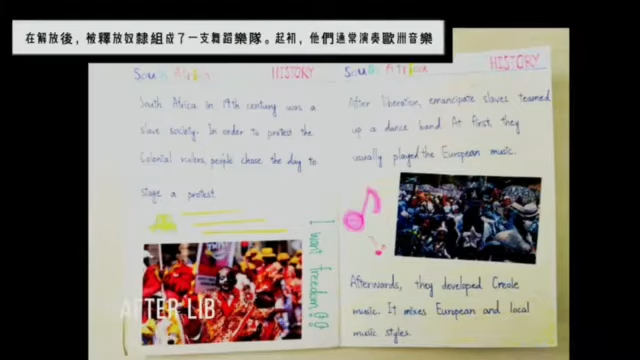 在解放後，被釋放奴隸組成了一支舞蹈樂隊。起初，他們通常演奏歐洲音樂
South Africa HISTORY
South Africa in 19th century was a
slave society. In order to protest the
Colonial rulers, people chose the day to
stage a protest.
I want freedom!!
AFTER LIB
South Africa HISTORY
After liberation, emancipate slaves teamed
up a dance band. At first, they
usually played the European music.
Afterwards, they developed Creole
music. It mixes European and local
music styles.